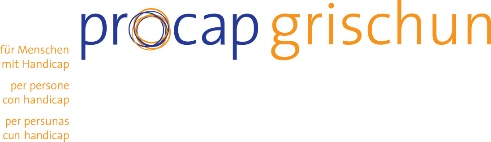 procap grischun
für Menschen
mit Handicap
per persone
con handicap
per persunas
cun handicap